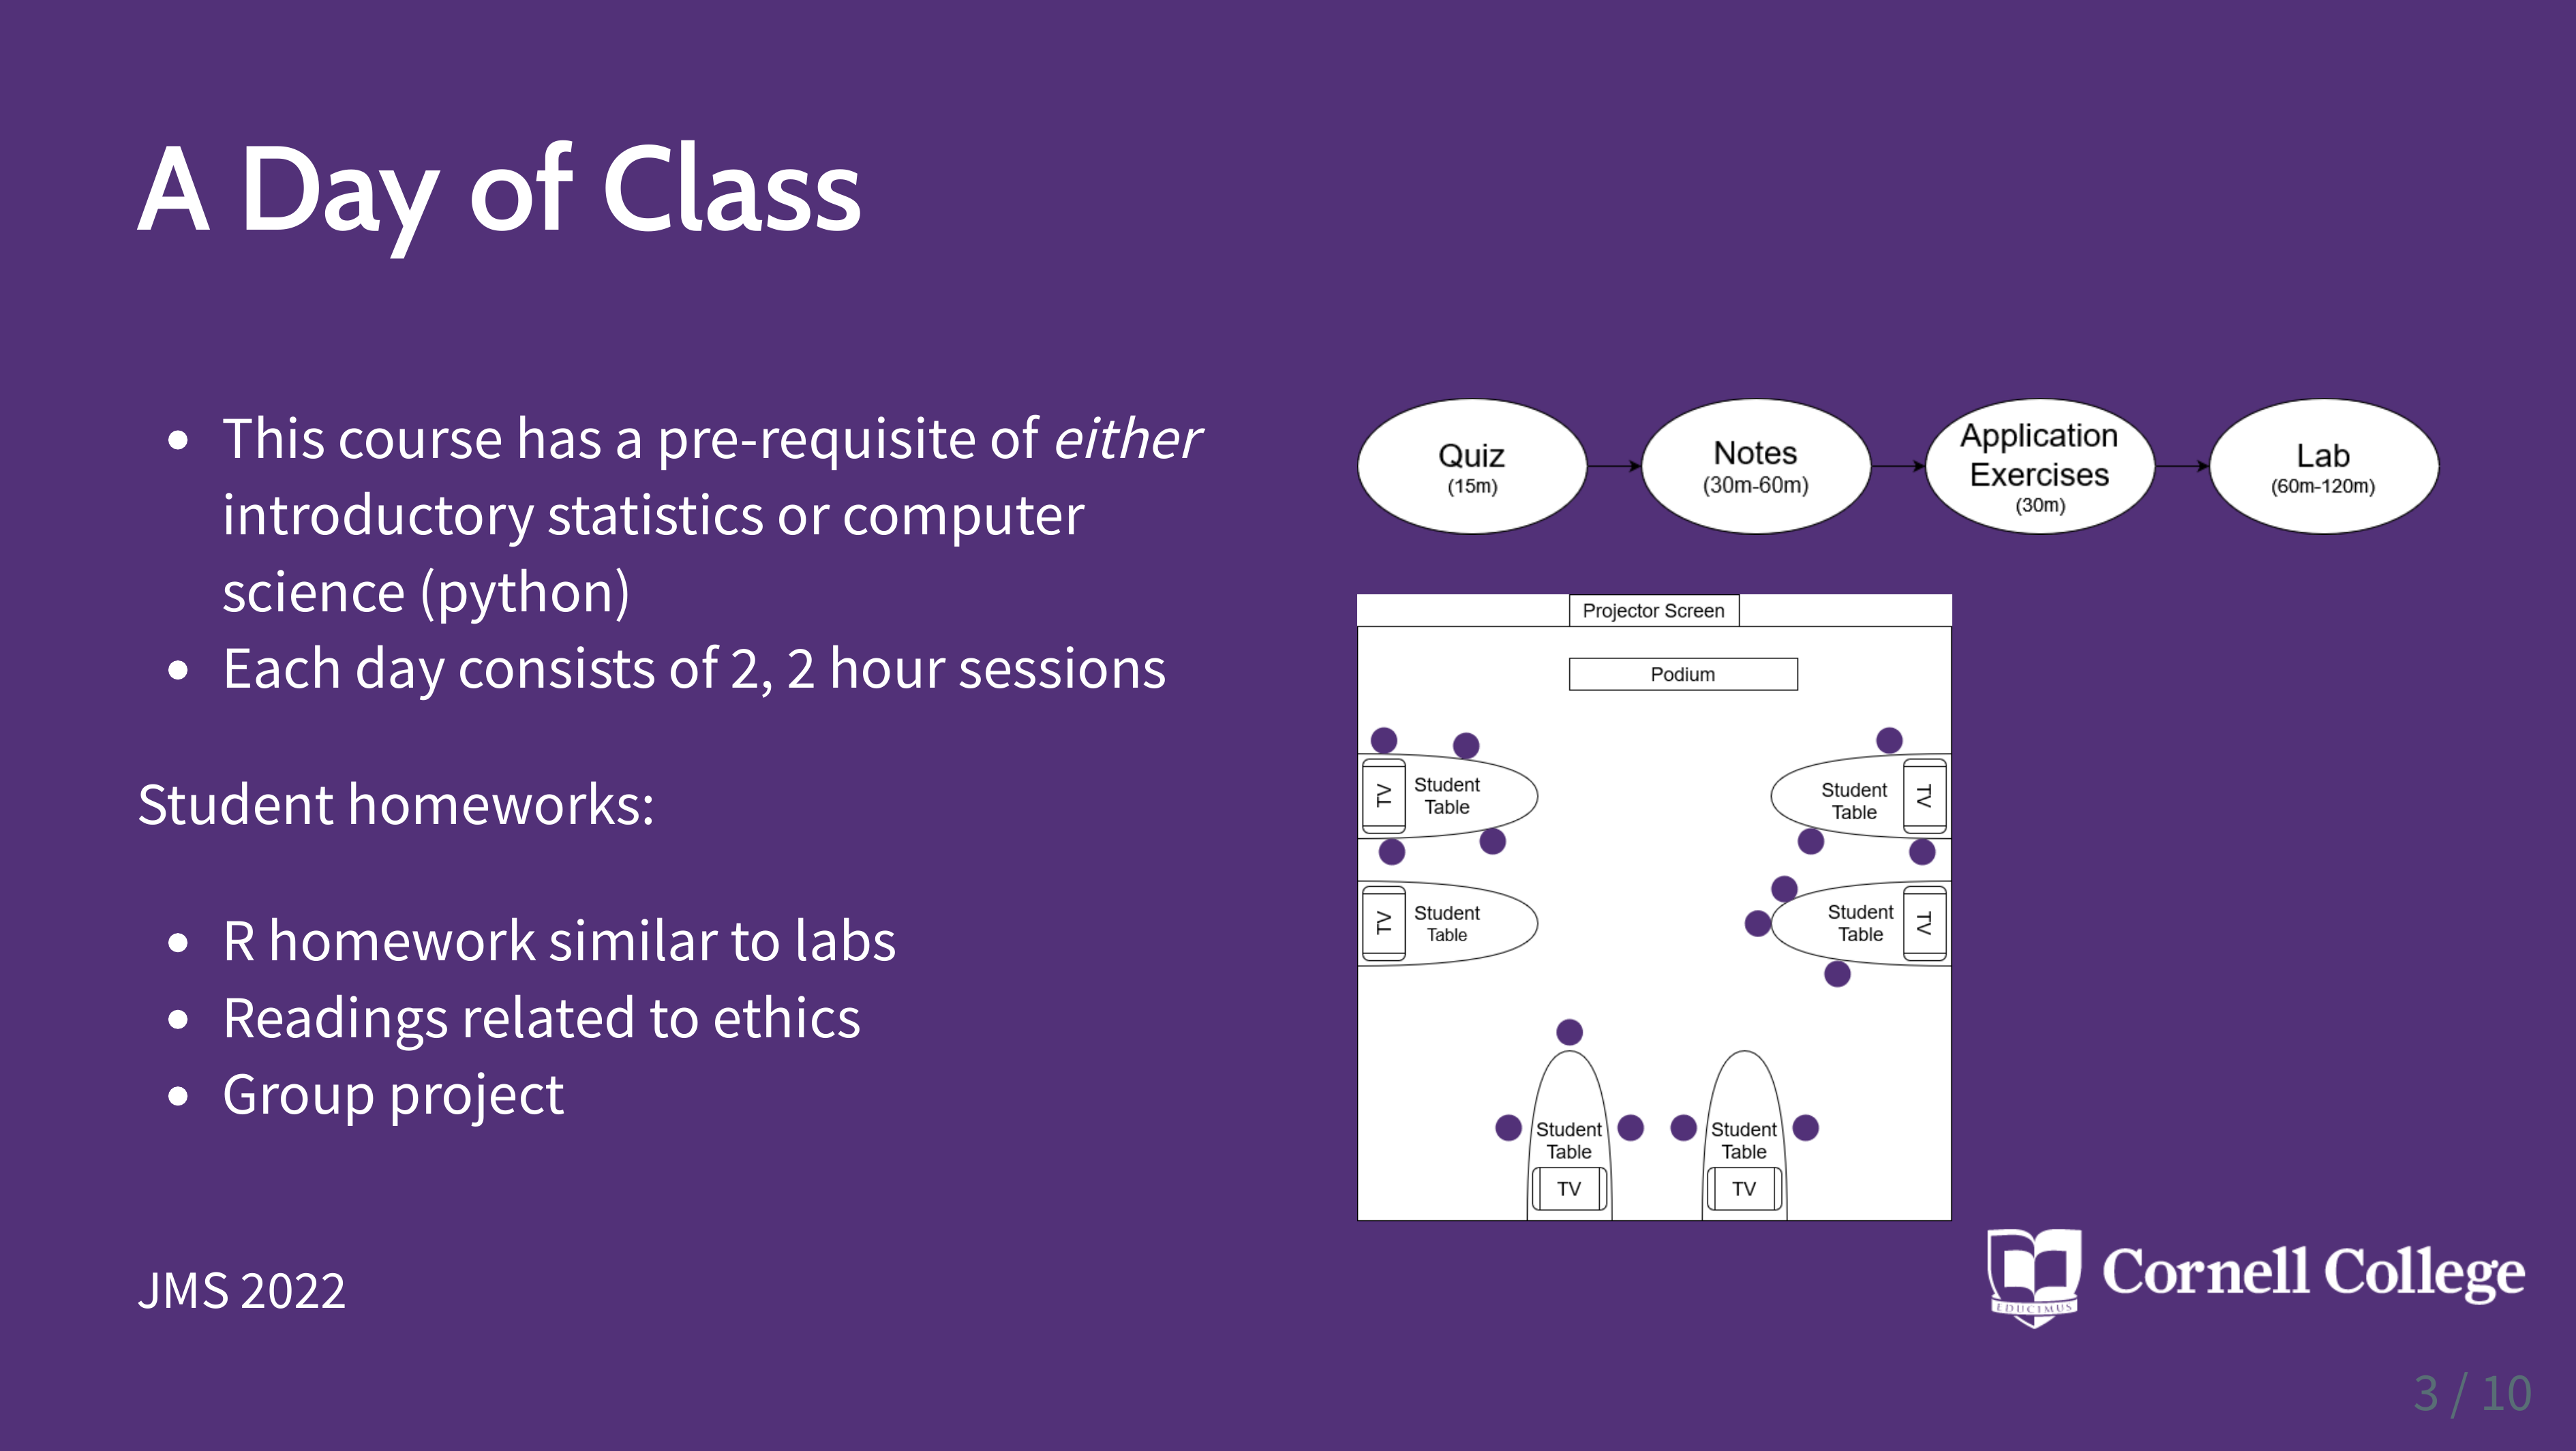 A Day of Class
• This course has a pre-requisite of either
introductory statistics or computer
science (python)
• Each day consists of 2, 2 hour sessions
Student homeworks:
• R homework similar to labs
• Readings related to ethics
• Group project
JMS 2022
Quiz
(15m)
Notes
(30m-60m)
Application
Exercises
(30m)
Lab
(60m-120m)
Projector Screen
Podium
TV
Student
Table
Student
Table
TV
TV
Student
Table
Student
Table
TV
Student
Table
TV
Student
Table
TV
EDUCIMUS
Cornell College
3 / 10